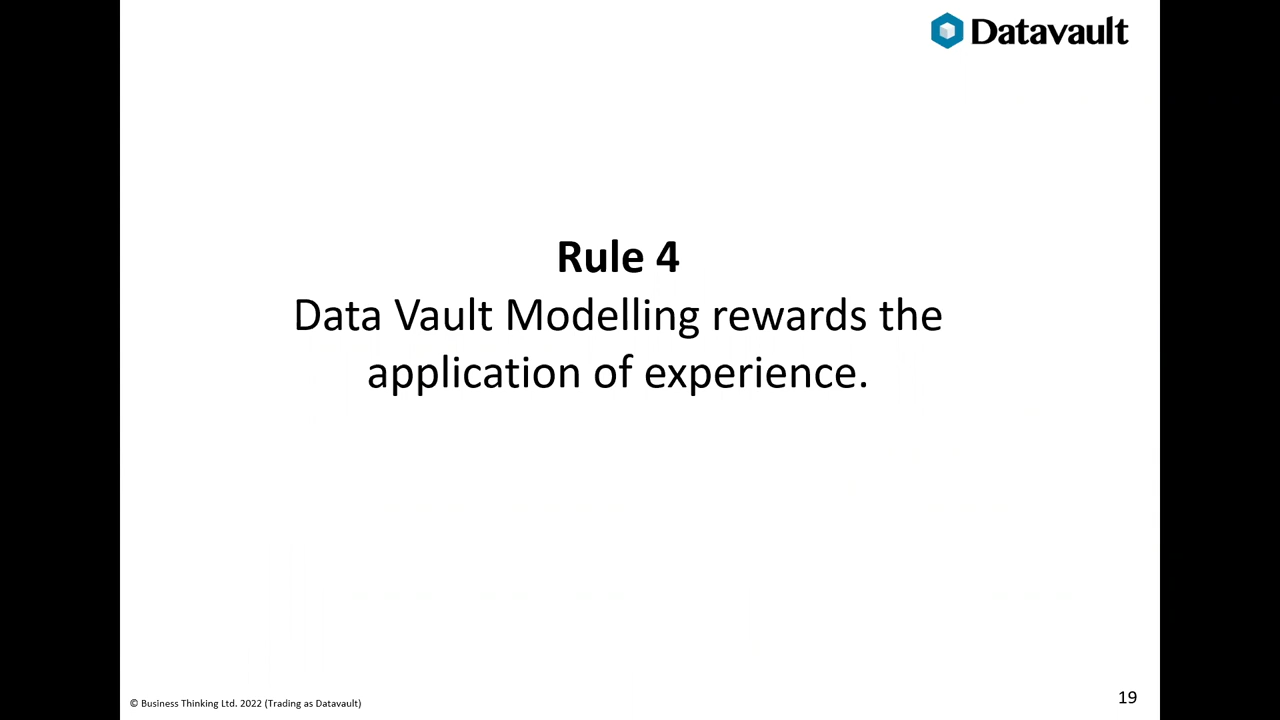 Datavault
Rule 4
Data Vault Modelling rewards the
application of experience.
© Business Thinking Ltd. 2022 (Trading as Datavault)
19